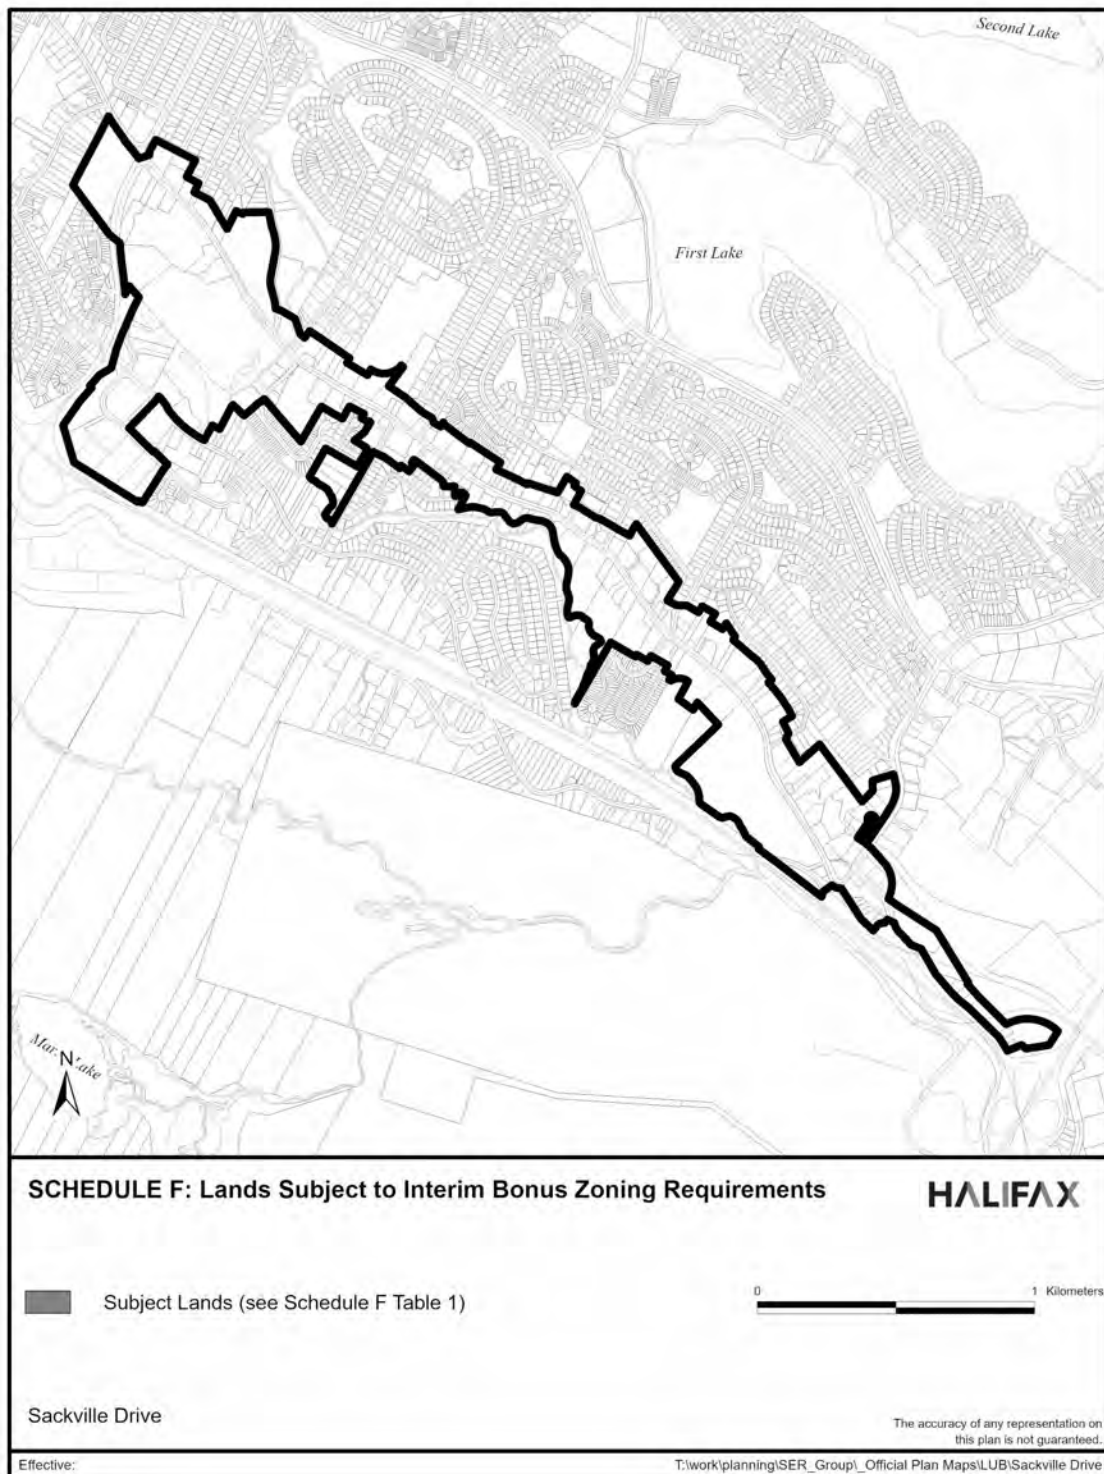 Second Lake
First Lake
Lake
N
SCHEDULE F: Lands Subject to Interim Bonus Zoning Requirements
HALIFAX
Subject Lands (see Schedule F Table 1)
0 1 Kilometers
Sackville Drive
The accuracy of any representation on
this plan is not guaranteed.
Effective:
T:\work\planning\SER_Group\_Official Plan Maps\LUB\Sackville Drive